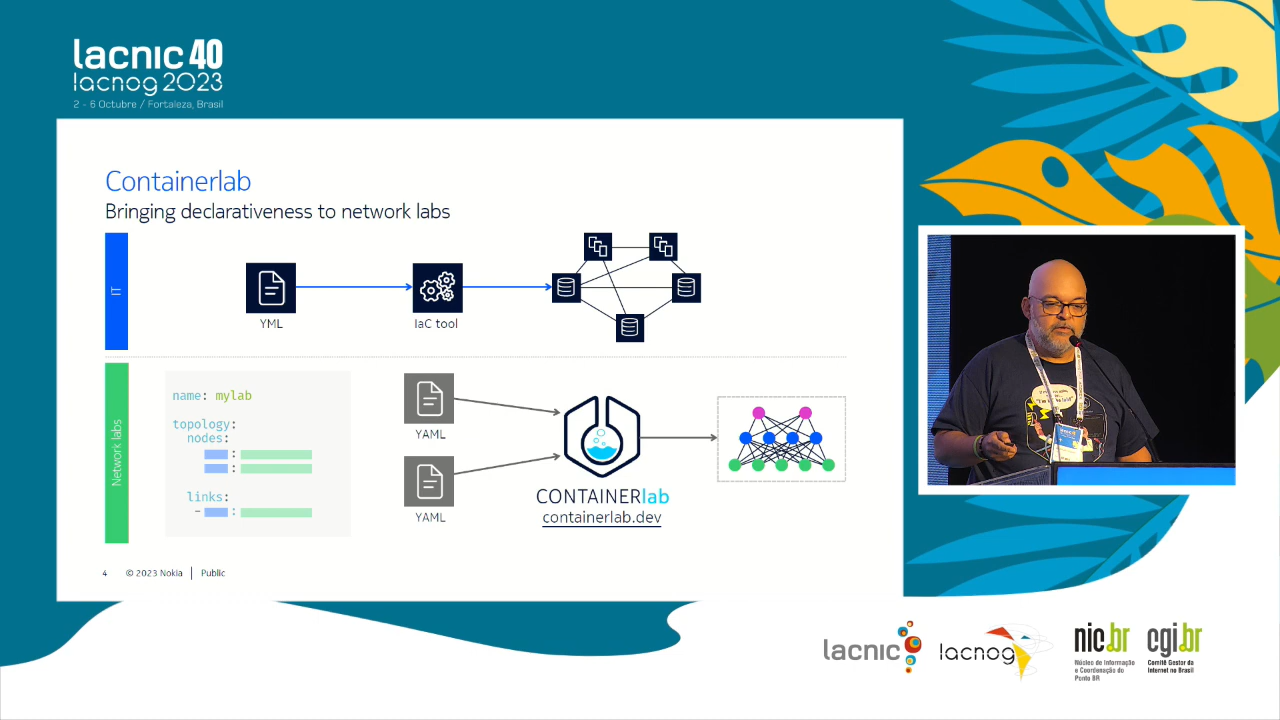 lacnic 40
lacnog 2023
2 - 6 Octubre / Fortaleza, Brasil
Containerlab
Bringing declarativeness to network labs
IT
YML
IaC tool
Network labs
name: mylab
topology:
nodes:
:
:
links:
- :
YAML
YAML
CONTAINERlab
containerlab.dev
4 © 2023 Nokia | Public
lacnic
lacnog
nic.br
Núcleo de Informação
e Coordenação do
Ponto BR
cgi.br
Comitê Gestor da
Internet no Brasil